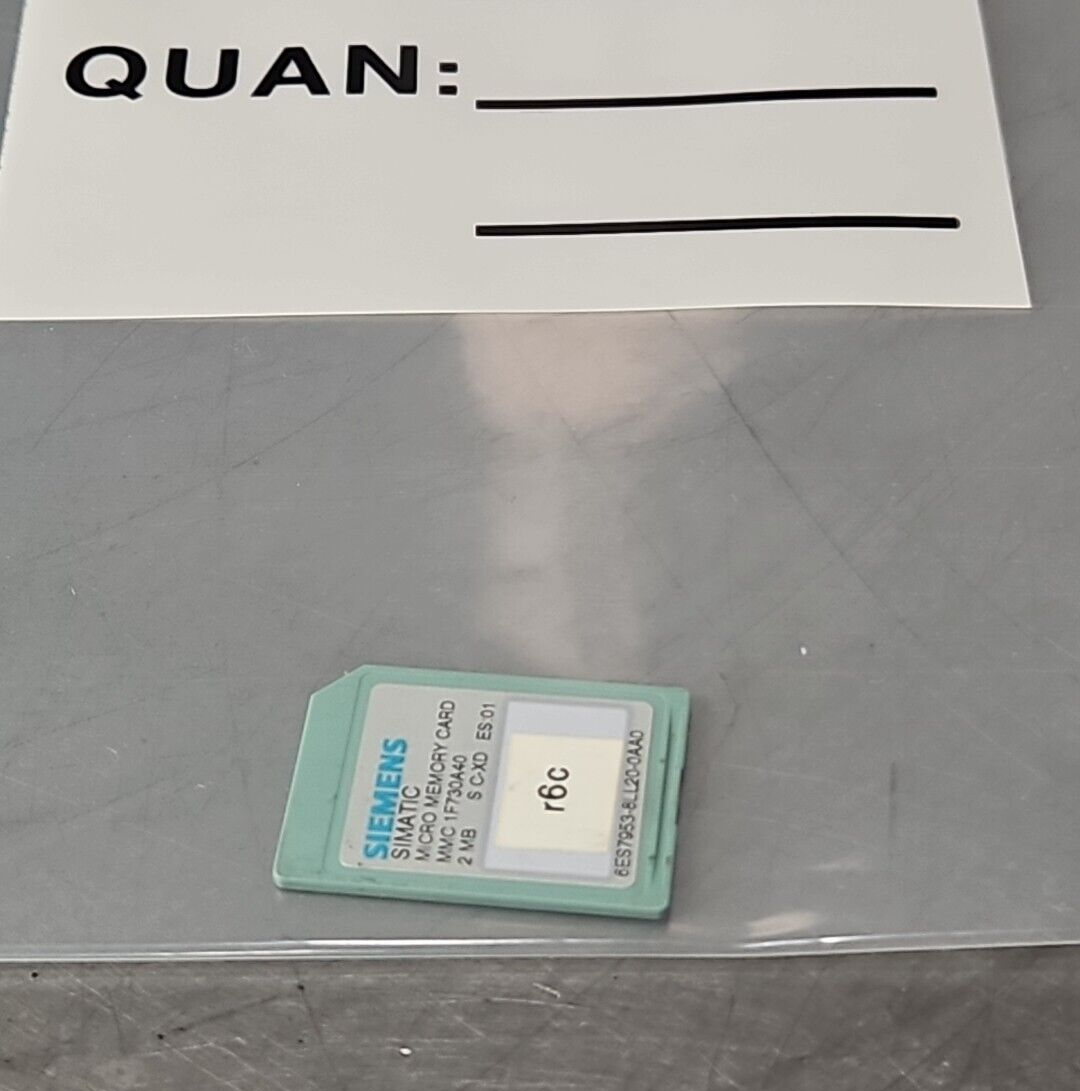 QUAN:
SIEMENS
SIMATIC
MICRO MEMORY CARD
MMC 1F730A40
2 MB S C-XD ES:01
r6c
6ES7953-8LL20-0AA0